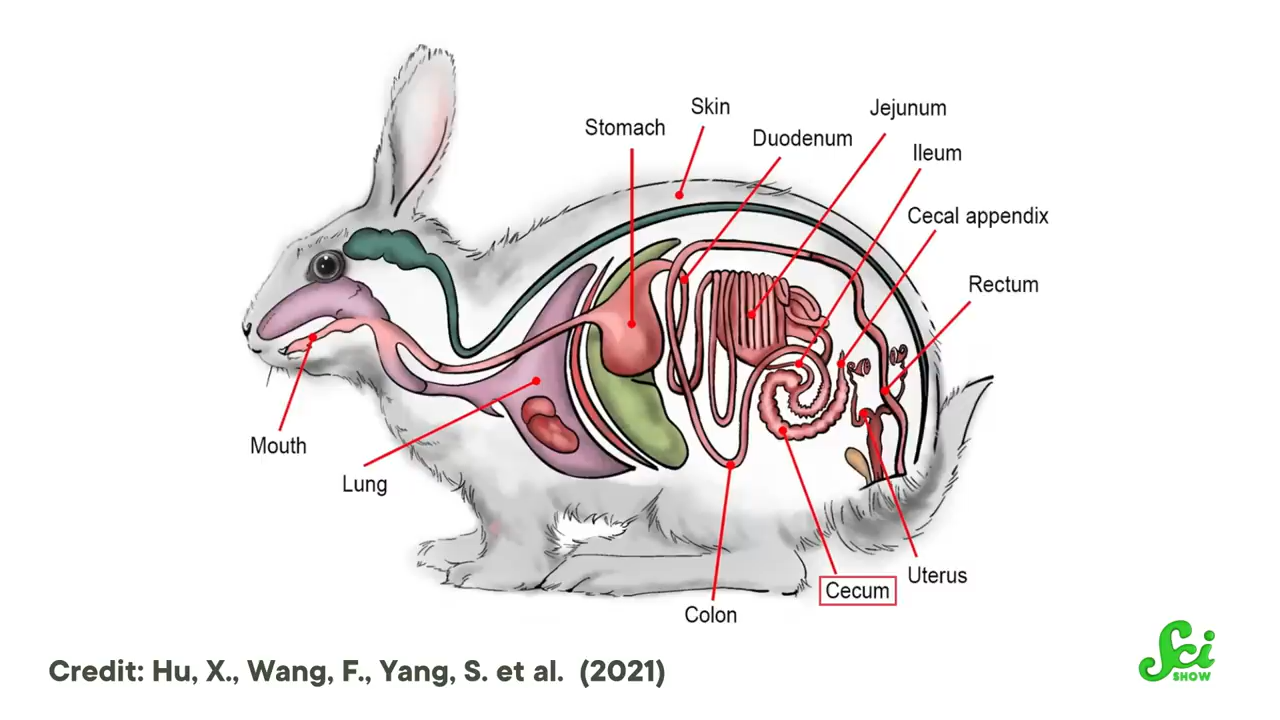 Skin
Jejunum
Stomach
Duodenum
Ileum
Cecal appendix
Rectum
Mouth
Lung
Uterus
Cecum
Colon
Credit: Hu, X., Wang, F., Yang, S. et al. (2021)
Sci
SHOW